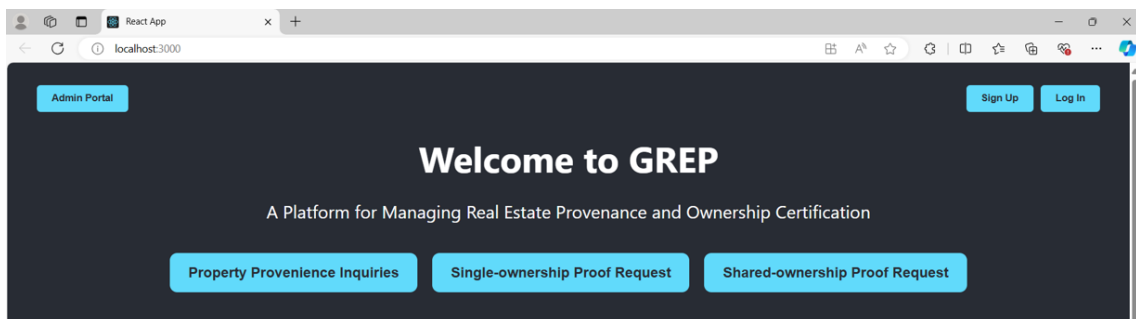 React App
localhost:3000
Admin Portal
Sign Up
Log In
Welcome to GREP
A Platform for Managing Real Estate Provenance and Ownership Certification
Property Provenience Inquiries
Single-ownership Proof Request
Shared-ownership Proof Request